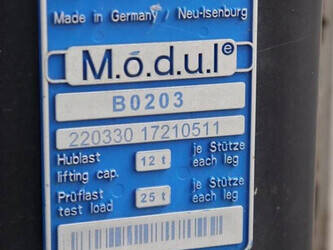 Made in Germany / Neu-Isenburg
M.o.d.u.l e
B0203
220330 17210511
Hublast 12 t je Stütze
lifting cap. each leg
Prüflast 25 t je Stütze
test load each leg